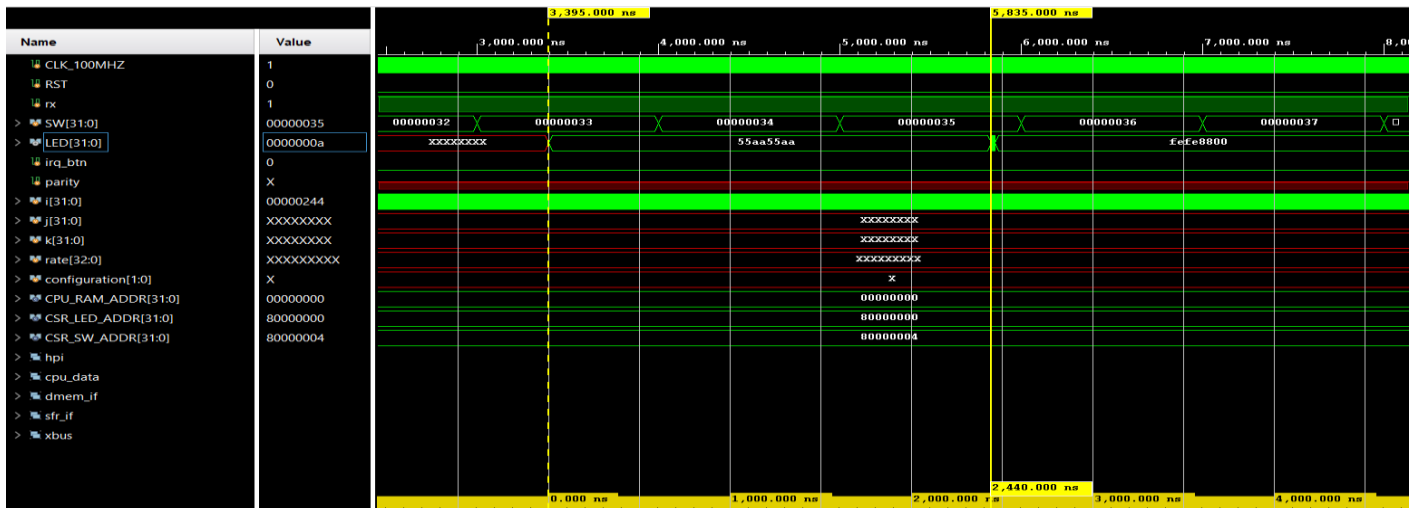 3,395.000 ns 5,835.000 ns
Name Value
3,000.000 ns 4,000.000 ns 5,000.000 ns 6,000.000 ns 7,000.000 ns 8,0
CLK_100MHZ 1
RST 0
rx 1
SW[31:0] 00000035 00000032 00000033 00000034 00000035 00000036 00000037
LED[31:0] 0000000a XXXXXXXX 55aa55aa fefe8800
irq_btn 0
parity X
i[31:0] 00000244
j[31:0] XXXXXXXX XXXXXXXX
k[31:0] XXXXXXXX XXXXXXXX
rate[32:0] XXXXXXXXX XXXXXXXXX
configuration[1:0] X X
CPU_RAM_ADDR[31:0] 00000000 00000000
CSR_LED_ADDR[31:0] 80000000 80000000
CSR_SW_ADDR[31:0] 80000004 80000004
hpi
cpu_data
dmem_if
sfr_if
xbus
2,440.000 ns
0.000 ns 1,000.000 ns 2,000.000 ns 3,000.000 ns 4,000.000 ns